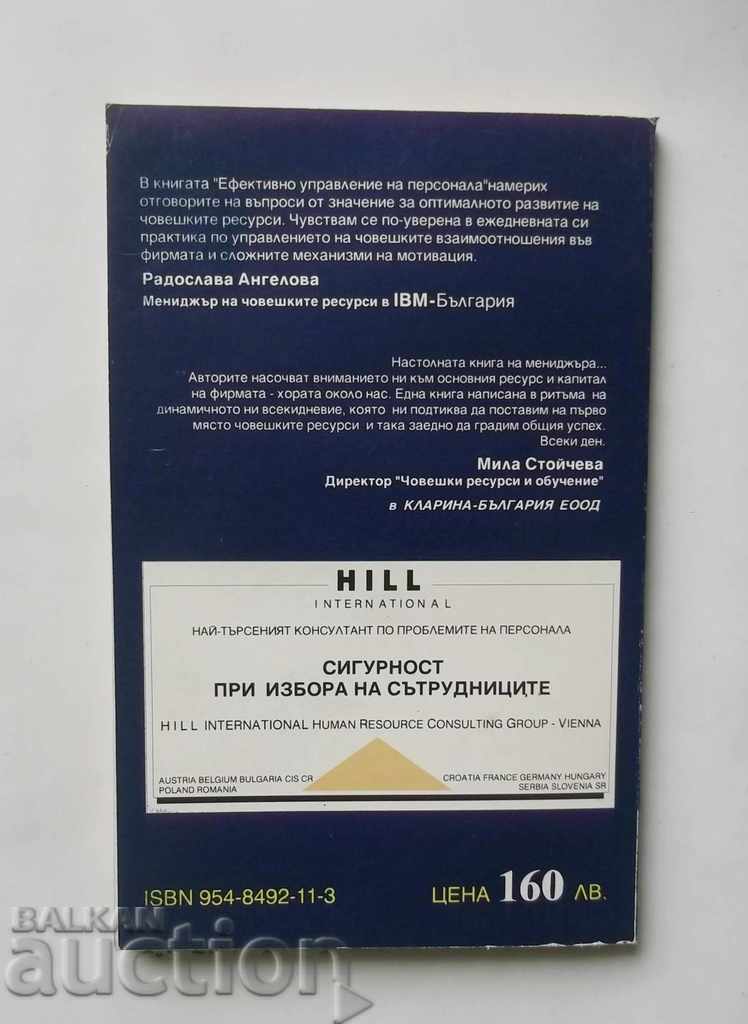 В книгата "Ефективно управление на персонала"намерих
отговорите на въпроси от значение за оптималното развитие на
човешките ресурси. Чувствам се по-уверена в ежедневната си
практика по управлението на човешките взаимоотношения във
фирмата и сложните механизми на мотивация.
Радослава Ангелова
Мениджър на човешките ресурси в IBM-България
Настолната книга на мениджъра...
Авторите насочват вниманието ни към основния ресурс и капитал
на фирмата - хората около нас. Една книга написана в ритъма на
динамичното ни всекидневие, която ни подтиква да поставим на първо
място човешките ресурси и така заедно да градим общия успех.
Всеки ден.
Мила Стойчева
Директор "Човешки ресурси и обучение"
в КЛАРИНА-БЪЛГАРИЯ ЕООД
HILL
INTERNATIONAL
НАЙ-ТЪРСЕНИЯТ КОНСУЛТАНТ ПО ПРОБЛЕМИТЕ НА ПЕРСОНАЛА
СИГУРНОСТ
ПРИ ИЗБОРА НА СЪТРУДНИЦИТЕ
HILL INTERNATIONAL HUMAN RESOURCE CONSULTING GROUP - VIENNA
AUSTRIA BELGIUM BULGARIA CIS CR
POLAND ROMANIA
CROATIA FRANCE GERMANY HUNGARY
SERBIA SLOVENIA SR
ISBN 954-8492-11-3
ЦЕНА 160 ЛВ.
BALKAN
auction